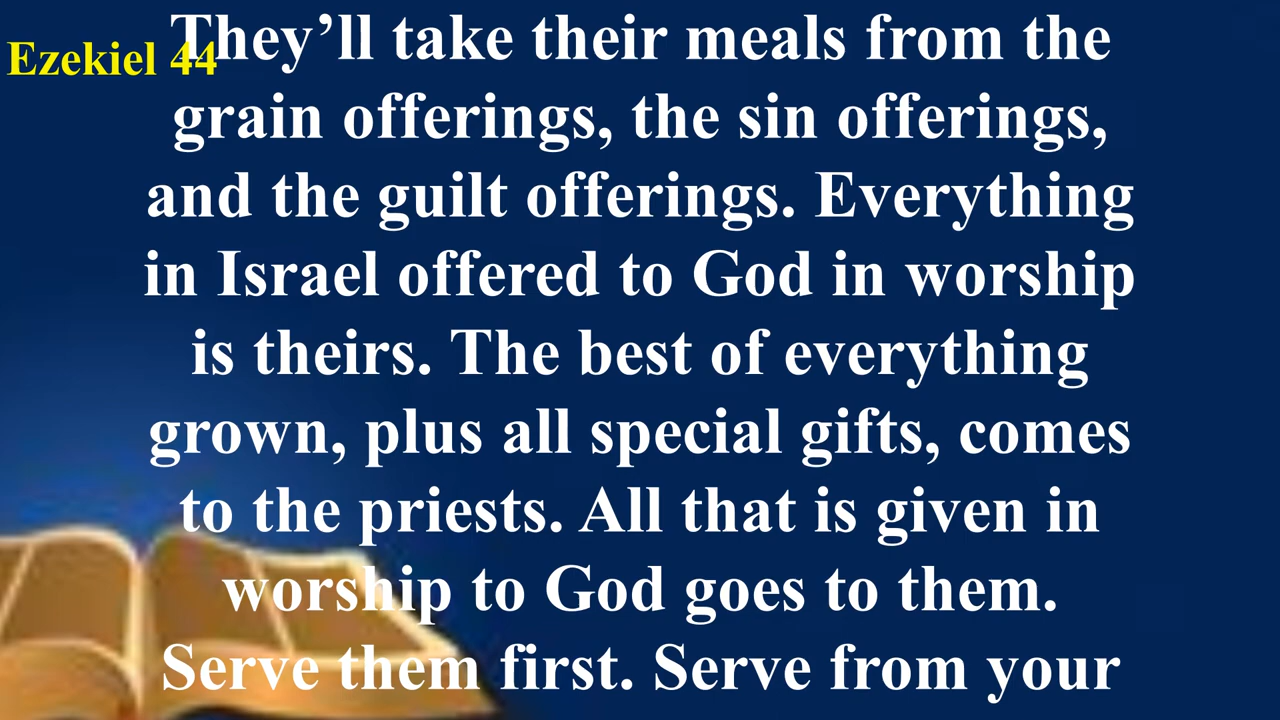 Ezekiel 44
They’ll take their meals from the
grain offerings, the sin offerings,
and the guilt offerings. Everything
in Israel offered to God in worship
is theirs. The best of everything
grown, plus all special gifts, comes
to the priests. All that is given in
worship to God goes to them.
Serve them first. Serve from your